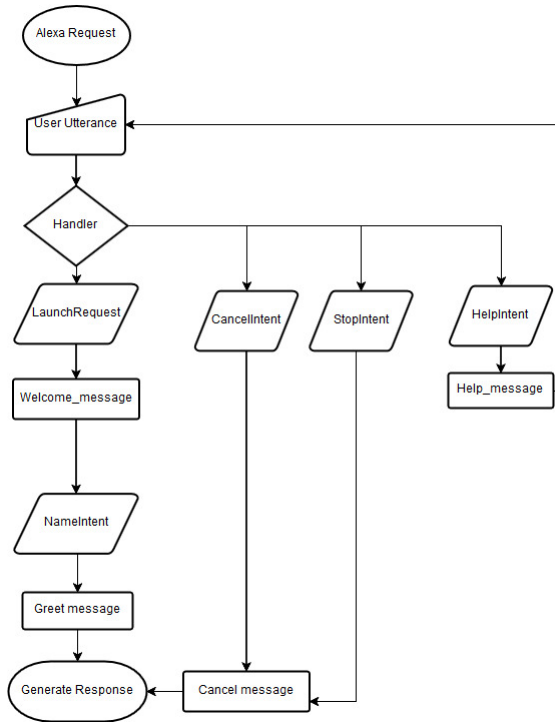 Alexa Request
User Utterance
Handler
LaunchRequest
CancelIntent
StopIntent
HelpIntent
Welcome_message
Help_message
NameIntent
Greet message
Generate Response
Cancel message